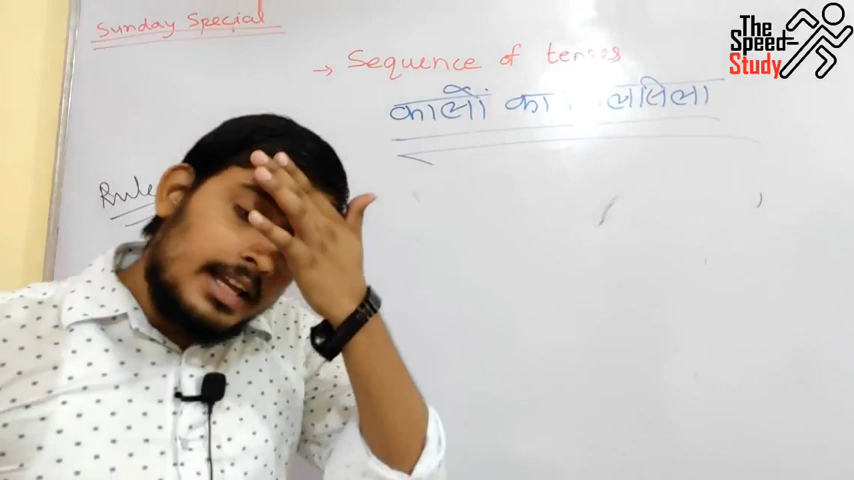 Sunday Special
The
Speed-
Study
→ Sequence of tenses
कालों का
Rule